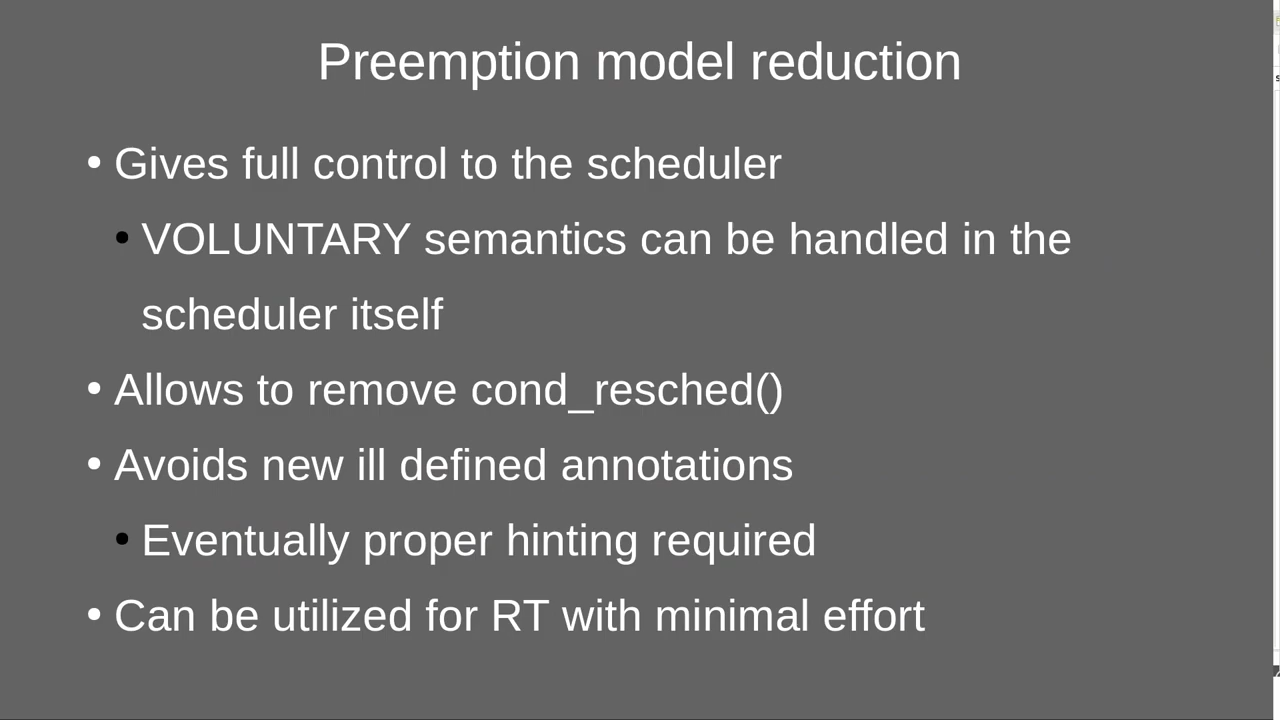 Preemption model reduction
• Gives full control to the scheduler
• VOLUNTARY semantics can be handled in the
scheduler itself
• Allows to remove cond_resched()
• Avoids new ill defined annotations
• Eventually proper hinting required
• Can be utilized for RT with minimal effort